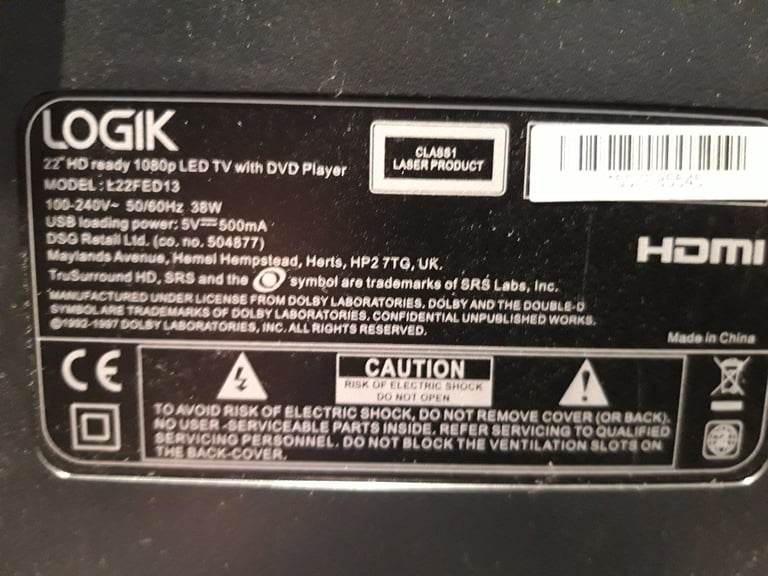 LOGIK
22" HD ready 1080p LED TV with DVD Player
MODEL: L22FED13
100-240V~ 50/60Hz 38W
USB loading power: 5V⎓500mA
DSG Retail Ltd. (co. no. 504877)
Maylands Avenue, Hemel Hempstead, Herts, HP2 7TG, UK.
TruSurround HD, SRS and the symbol are trademarks of SRS Labs, Inc.
MANUFACTURED UNDER LICENSE FROM DOLBY LABORATORIES. DOLBY AND THE DOUBLE-D
SYMBOL ARE TRADEMARKS OF DOLBY LABORATORIES. CONFIDENTIAL UNPUBLISHED WORKS.
©1992-1997 DOLBY LABORATORIES, INC. ALL RIGHTS RESERVED.
CLASS1
LASER PRODUCT
HDMI
Made in China
CE
CAUTION
RISK OF ELECTRIC SHOCK
DO NOT OPEN
TO AVOID RISK OF ELECTRIC SHOCK, DO NOT REMOVE COVER (OR BACK).
NO USER -SERVICEABLE PARTS INSIDE. REFER SERVICING TO QUALIFIED
SERVICING PERSONNEL. DO NOT BLOCK THE VENTILATION SLOTS ON
THE BACK-COVER.